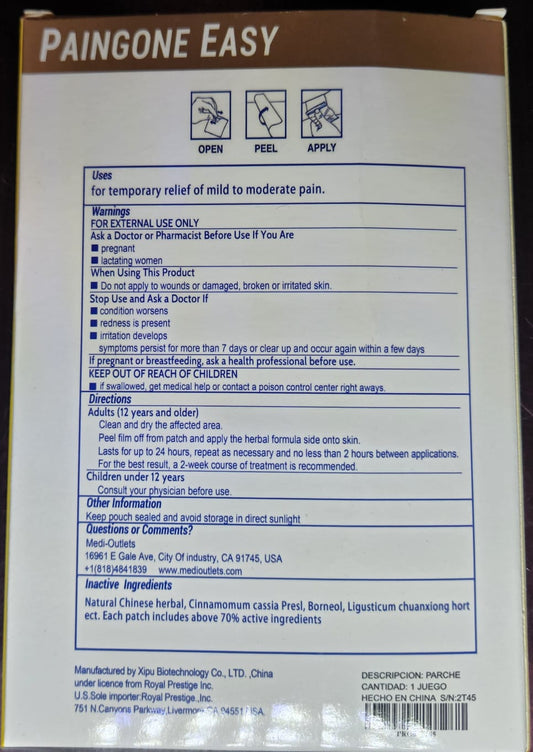 PAINGONE EASY
OPEN PEEL APPLY
Uses
for temporary relief of mild to moderate pain.
Warnings
FOR EXTERNAL USE ONLY
Ask a Doctor or Pharmacist Before Use If You Are
■ pregnant
■ lactating women
When Using This Product
■ Do not apply to wounds or damaged, broken or irritated skin.
Stop Use and Ask a Doctor If
■ condition worsens
■ redness is present
■ irritation develops
symptoms persist for more than 7 days or clear up and occur again within a few days
If pregnant or breastfeeding, ask a health professional before use.
KEEP OUT OF REACH OF CHILDREN
■ if swallowed, get medical help or contact a poison control center right aways.
Directions
Adults (12 years and older)
Clean and dry the affected area.
Peel film off from patch and apply the herbal formula side onto skin.
Lasts for up to 24 hours, repeat as necessary and no less than 2 hours between applications.
For the best result, a 2-week course of treatment is recommended.
Children under 12 years
Consult your physician before use.
Other Information
Keep pouch sealed and avoid storage in direct sunlight
Questions or Comments?
Medi-Outlets
16961 E Gale Ave, City Of industry, CA 91745, USA
+1(818)4841839 www.medioutlets.com
Inactive Ingredients
Natural Chinese herbal, Cinnamomum cassia Presl, Borneol, Ligusticum chuanxiong hort
ect. Each patch includes above 70% active ingredients
Manufactured by Xipu Biotechnology Co., LTD. ,China
under licence from Royal Prestige Inc.
U.S.Sole importer:Royal Prestige.,Inc.
751 N.Canyons Parkway,Livermore CA 94551 USA.
DESCRIPCION: PARCHE
CANTIDAD: 1 JUEGO
HECHO EN CHINA S/N:2T45